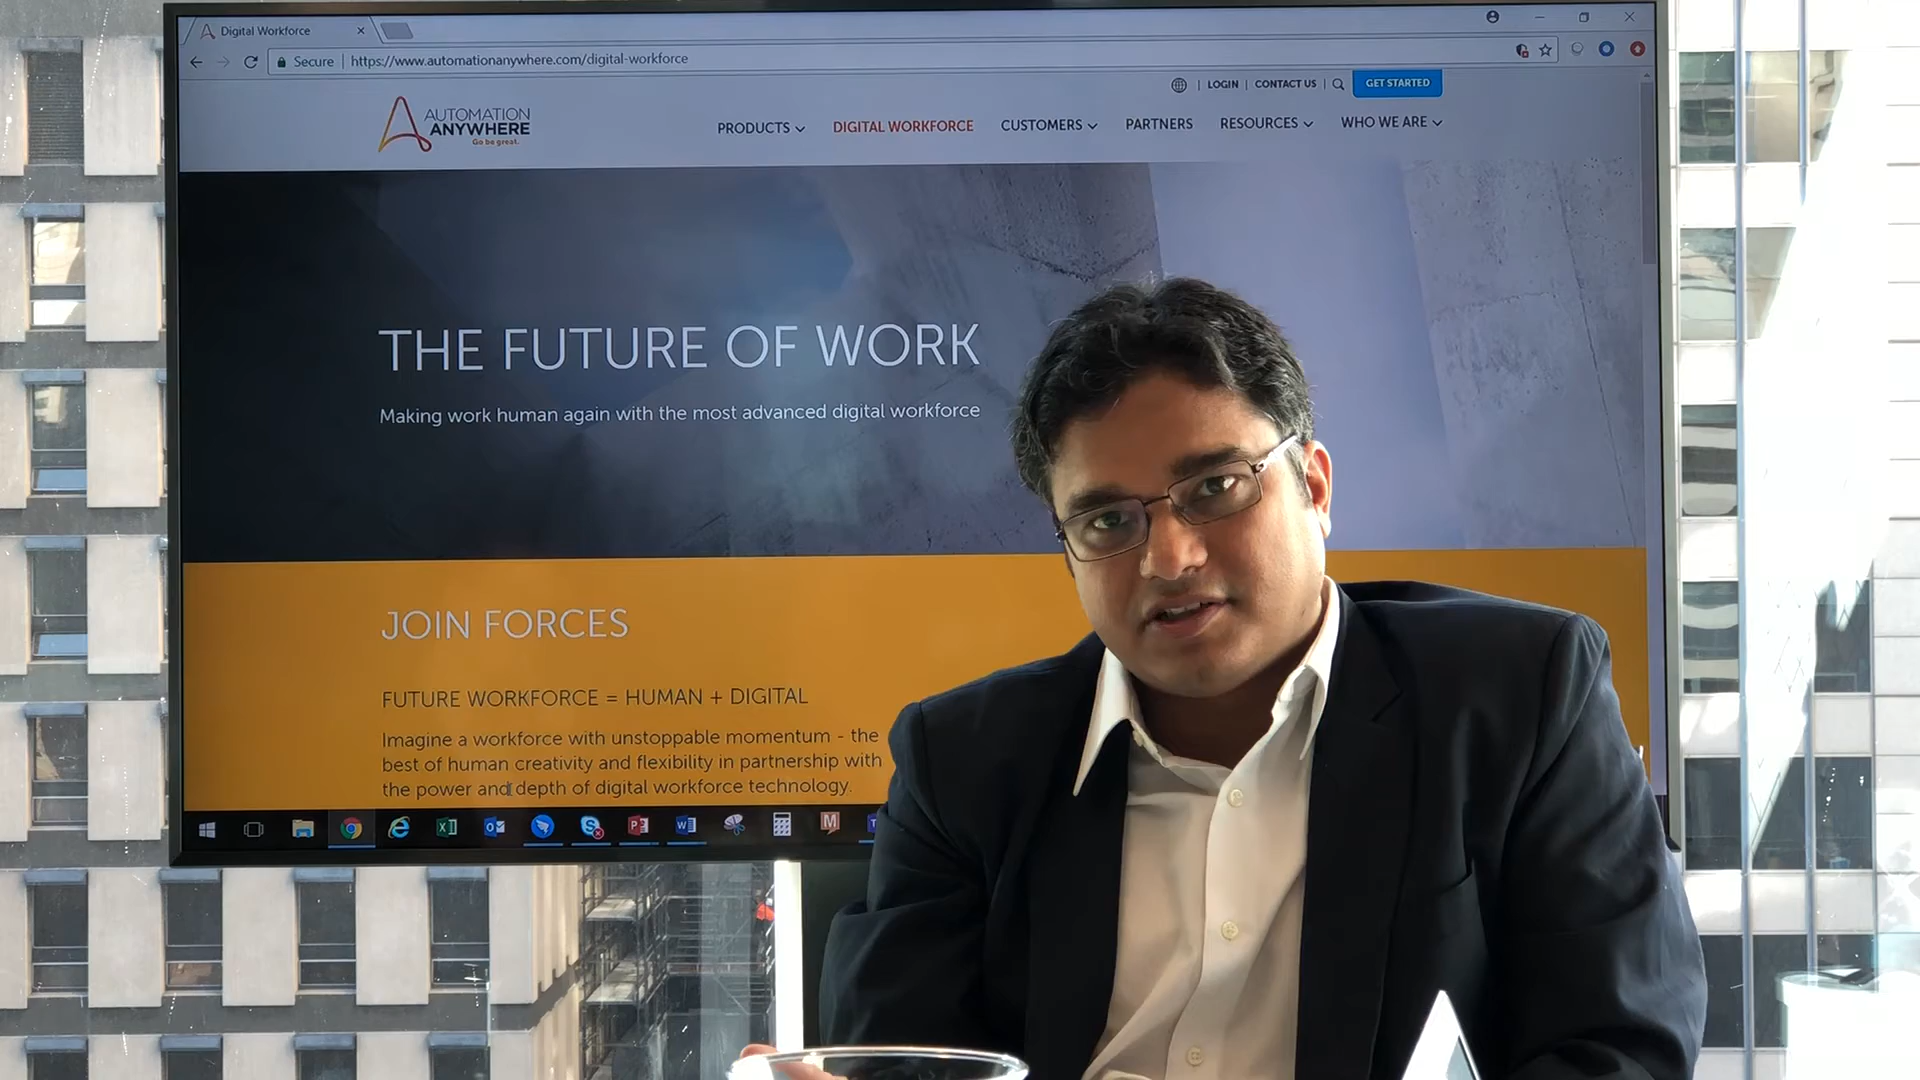 Digital Workforce
Secure | https://www.automationanywhere.com/digital-workforce
LOGIN | CONTACT US | GET STARTED
AUTOMATION
ANYWHERE
Go be great.
PRODUCTS DIGITAL WORKFORCE CUSTOMERS PARTNERS RESOURCES WHO WE ARE
THE FUTURE OF WORK
Making work human again with the most advanced digital workforce
JOIN FORCES
FUTURE WORKFORCE = HUMAN + DIGITAL
Imagine a workforce with unstoppable momentum - the
best of human creativity and flexibility in partnership with
the power and depth of digital workforce technology.